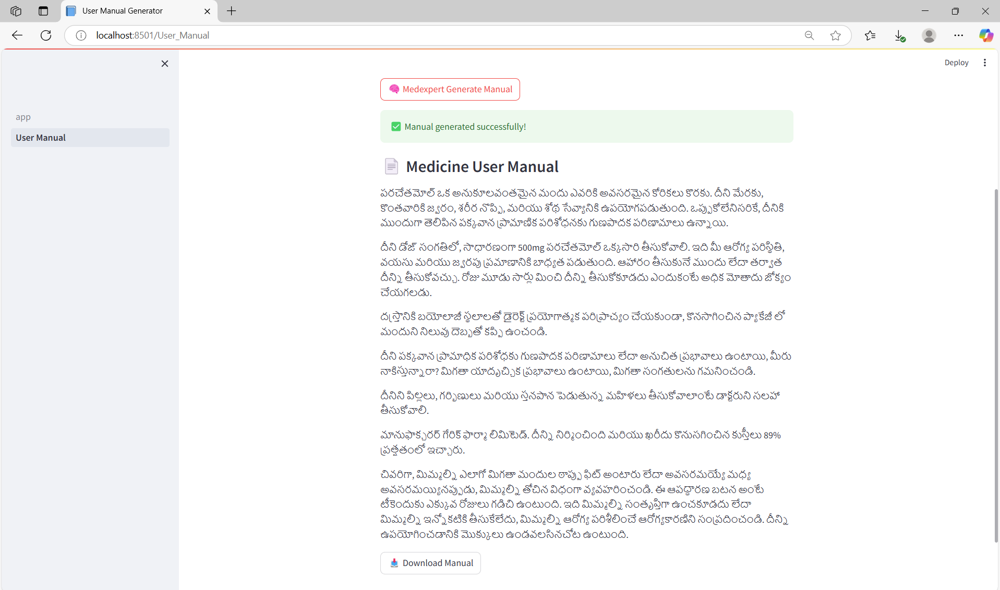 User Manual Generator
localhost:8501/User_Manual
Deploy
app
User Manual
Medexpert Generate Manual
Manual generated successfully!
Medicine User Manual
పరచేతమోల్ ఒక అనుకూలవంతమైన మందు ఎవరికి అవసరమైన కోరికలు కొరకు. దీని మేరకు,
కొంతవారికి జ్వరం, శరీర నొప్పి, మరియు శోథ సేవ్యానికి ఉపయోగపడుతుంది. ఒప్పుకోలేనిసరికే, దీనికి
ముందుగా తెలిపిన పక్కవాన ప్రామాణిక పరిశోధనకు గుణపాదక పరిణామాలు ఉన్నాయి.
దీని డోజ్ సంగతిలో, సాధారణంగా 500mg పరచేతమోల్ ఒక్కసారి తీసుకోవాలి. ఇది మీ ఆరోగ్య పరిస్థితి,
వయసు మరియు జ్వరపు ప్రమాణానికి బాధ్యత పడుతుంది. ఆహారం తీసుకునే ముందు లేదా తర్వాత
దీన్ని తీసుకోవచ్చు. రోజు మూడు సార్లు మించి దీన్ని తీసుకోకూడదు ఎందుకంటే అధిక మోతాదు జోక్యం
చేయగలదు.
దస్త్రానికి బయోలాజీ స్థలాలతో డైరెక్ట్ ప్రయోగాత్మక పరిప్రాచ్యం చేయకుండా, కొనసాగించిన ప్యాకేజీ లో
మందుని నిలువు దెబ్బతో కప్పి ఉంచండి.
దీని పక్కవాన ప్రామాధిక పరిశోధకు గుణపాదక పరిణామాలు లేదా అనుచిత ప్రభావాలు ఉంటాయి, మీరు
నాకిస్తున్నారా? మిగతా యాదృచ్చిక ప్రభావాలు ఉంటాయి, మిగతా సంగతులను గమనించండి.
దీనిని పిల్లలు, గర్భిణులు మరియు స్తనపాన పెడుతున్న మహిళలు తీసుకోవాలాంటే డాక్టరుని సలహా
తీసుకోవాలి.
మానుఫాక్చరర్ గేరిక్ ఫార్మా లిమిటెడ్. దీన్ని నిర్మించింది మరియు ఖరీదు కొనుసగించిన కుస్తీలు 89%
ప్రత్షతంలో ఇచ్చారు.
చివరిగా, మిమ్మల్ని ఎలాగో మిగతా మందుల ఠాప్పు ఫిట్ అంటారు లేదా అవసరమయ్యే మధ్య
అవసరమయ్యినప్పుడు, మిమ్మల్ని తోచిన విధంగా వ్యవహరించండి. ఈ ఆపద్ధారణ బటన అంటే
టీకెందుకు ఎక్కువ రోజులు గడిచి ఉంటుంది. ఇది మిమ్మల్ని సంతృప్తిగా ఉంచకూడదు లేదా
మిమ్మల్ని ఇన్నోకటికి తీసుకేలేదు, మిమ్మల్ని ఆరోగ్య పరిశీలించే ఆరోగ్యకారణిని సంప్రదించండి. దీన్ని
ఉపయోగించడానికి మొక్కులు ఉండవలసినచోట ఉంటుంది.
Download Manual